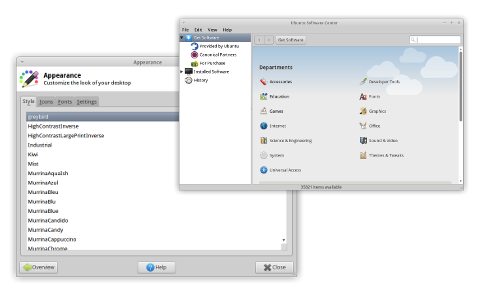 Ubuntu Software Center
File Edit View Help
Get Software
Provided by Ubuntu
Canonical Partners
For Purchase
Installed Software
History
Get Software
Departments
Accessories
Developer Tools
Education
Fonts
Games
Graphics
Internet
Office
Science & Engineering
Sound & Video
System
Themes & Tweaks
Universal Access
items available
Appearance
Appearance
Customize the look of your desktop
Style Icons Fonts Settings
greybird
HighContrastInverse
HighContrastLargePrintInverse
Industrial
Kiwi
Mist
MurrinaAquaIsh
MurrinaAzul
MurrinaBleu
MurrinaBlu
MurrinaBlue
MurrinaCandido
MurrinaCandy
MurrinaCappuccino
MurrinaChrome
Overview
Help
Close